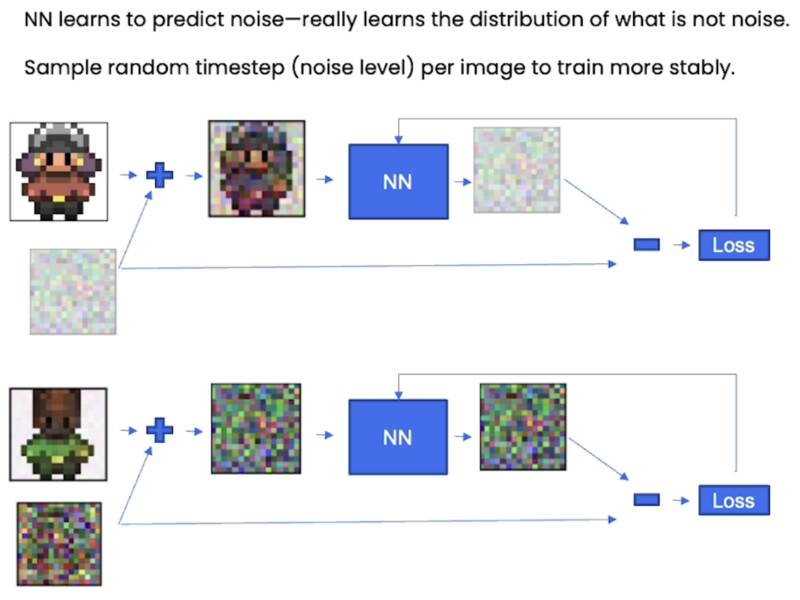 NN learns to predict noise—really learns the distribution of what is not noise.
Sample random timestep (noise level) per image to train more stably.
NN
Loss
NN
Loss